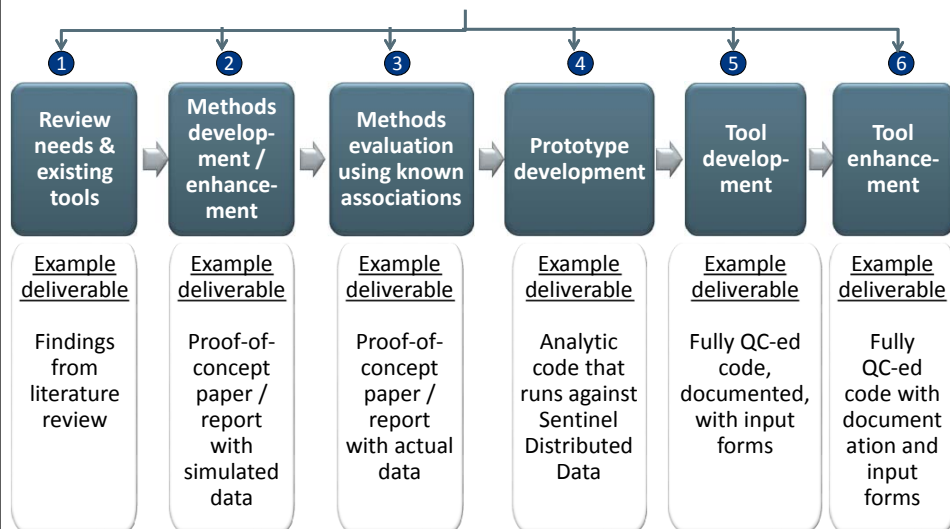 1
Review
needs &
existing
tools
Example
deliverable
Findings
from
literature
review
2
Methods
develop-
ment /
enhance-
ment
Example
deliverable
Proof-of-
concept
paper /
report
with
simulated
data
3
Methods
evaluation
using known
associations
Example
deliverable
Proof-of-
concept
paper /
report
with actual
data
4
Prototype
development
Example
deliverable
Analytic
code that
runs against
Sentinel
Distributed
Data
5
Tool
develop-
ment
Example
deliverable
Fully QC-ed
code,
documented,
with input
forms
6
Tool
enhance-
ment
Example
deliverable
Fully
QC-ed
code with
document
ation and
input
forms